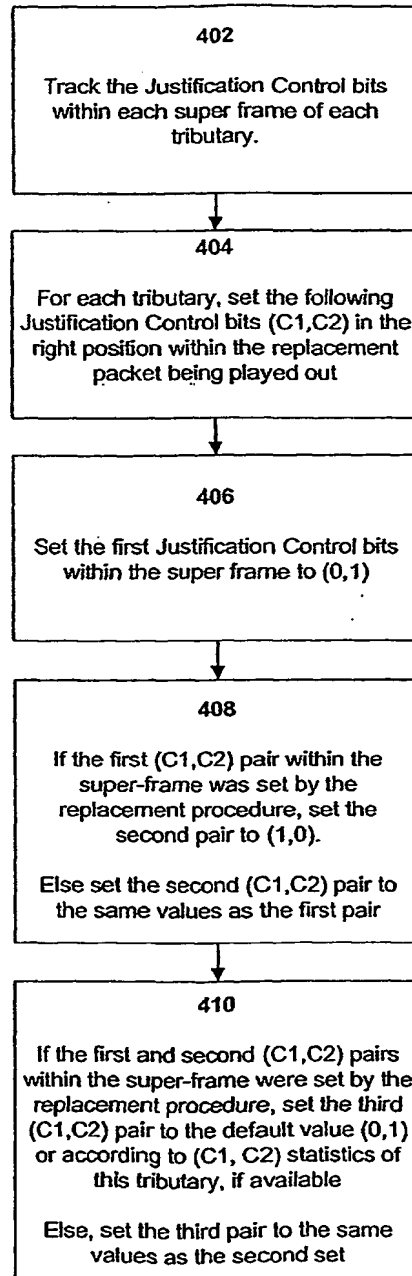 402
Track the Justification Control bits
within each super frame of each
tributary.
404
For each tributary, set the following
Justification Control bits (C1,C2) in the
right position within the replacement
packet being played out
406
Set the first Justification Control bits
within the super frame to (0,1)
408
If the first (C1,C2) pair within the
super-frame was set by the
replacement procedure, set the
second pair to (1,0).
Else set the second (C1,C2) pair to
the same values as the first pair
410
If the first and second (C1,C2) pairs
within the super-frame were set by the
replacement procedure, set the third
(C1,C2) pair to the default value (0,1)
or according to (C1, C2) statistics of
this tributary, if available
Else, set the third pair to the same
values as the second set